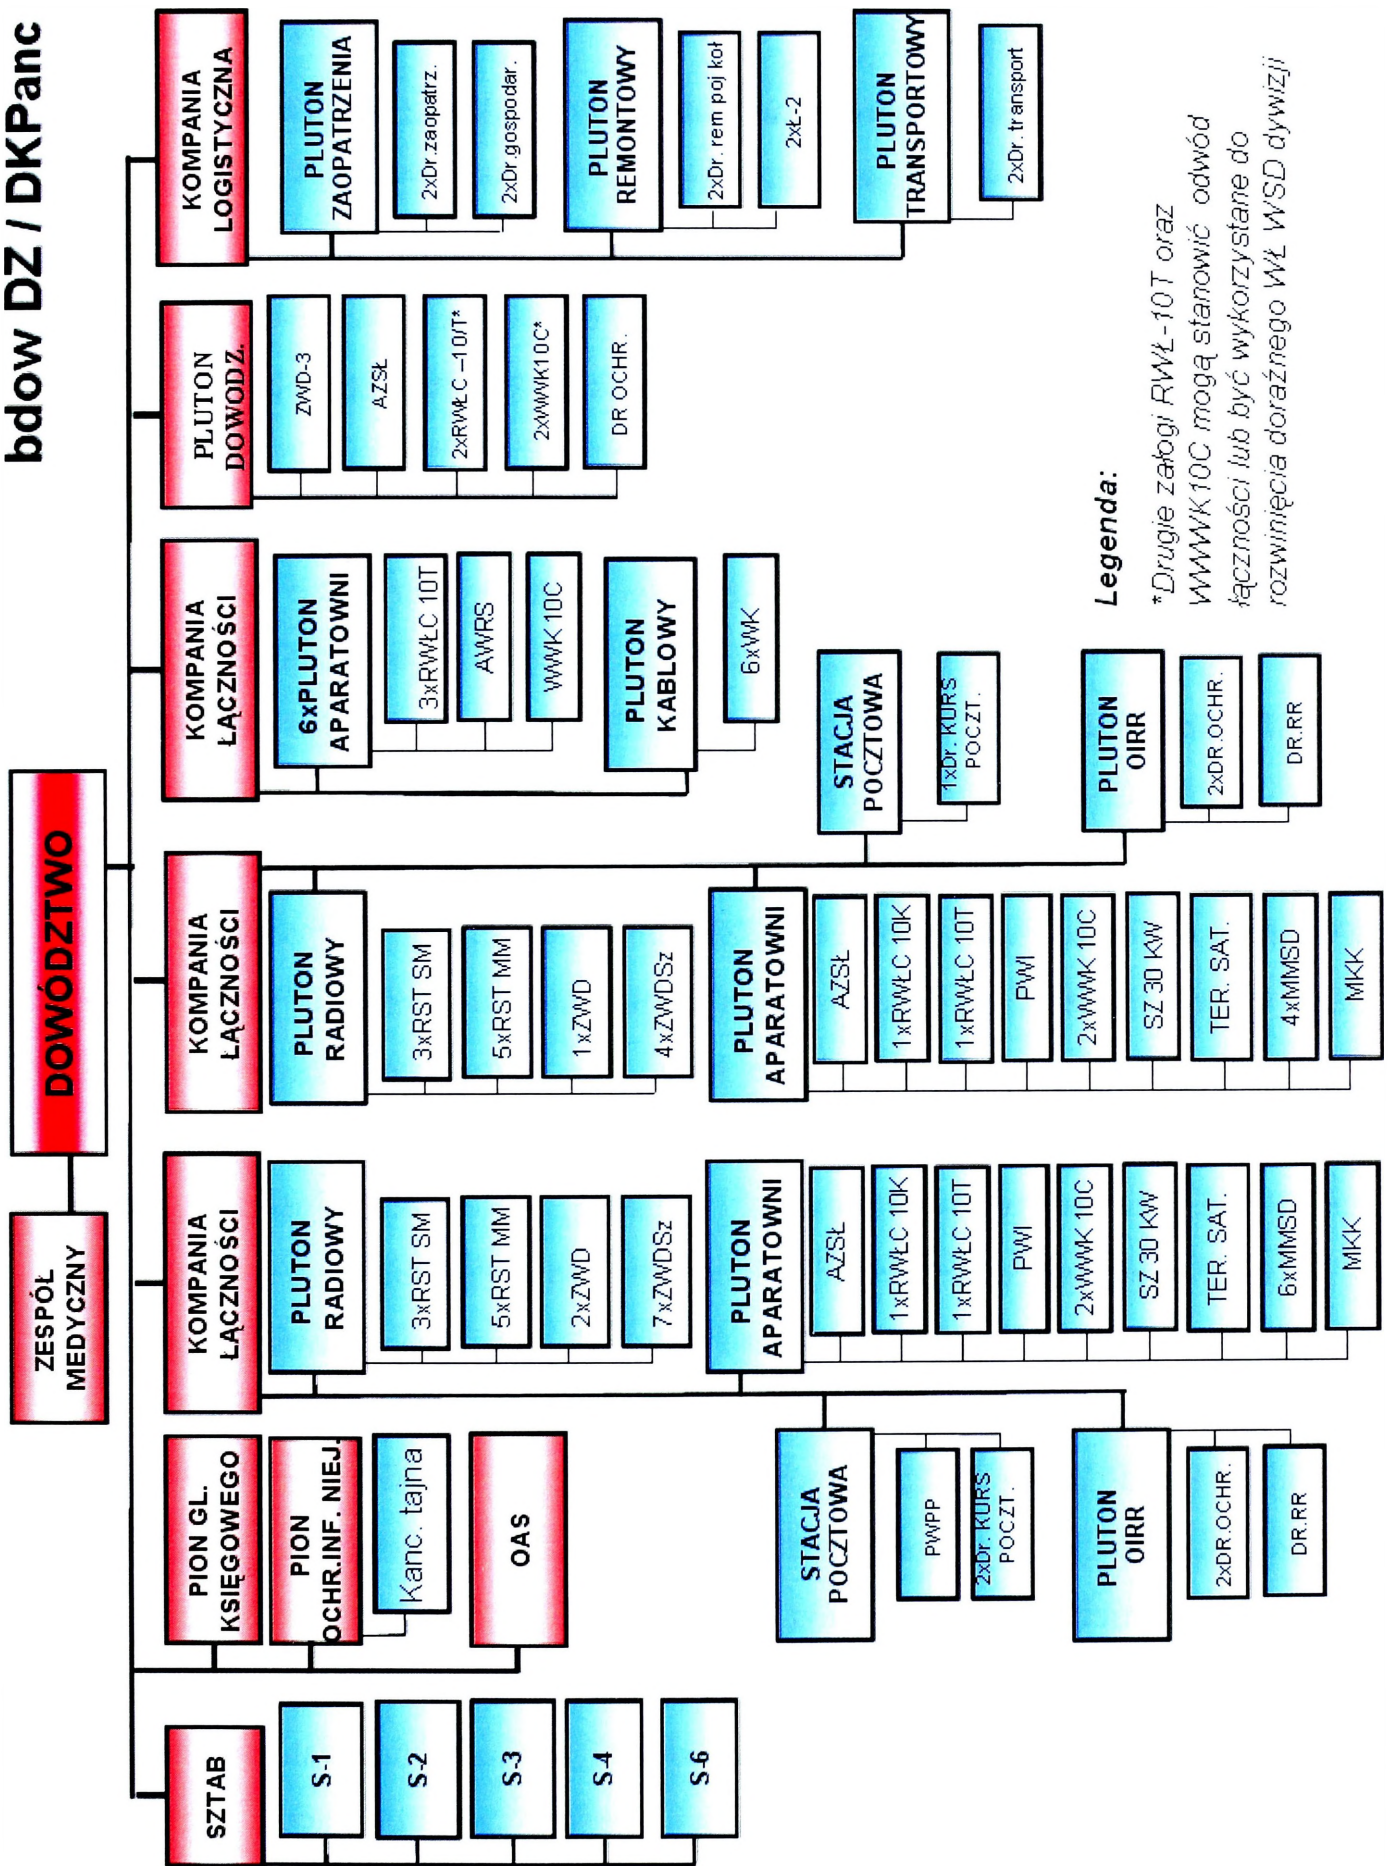 bdow DZ / DKPanc
DOWÓDZTWO
ZESPÓŁ
MEDYCZNY
SZTAB
S-1
S-2
S-3
S-4
S-6
PION GL.
KSIĘGOWEGO
PION
OCHR.INF. NIEJ.
Kanc. tajna
OAS
KOMPANIA
ŁĄCZNOŚCI
PLUTON
RADIOWY
3xRST SM
5xRST MM
2xZWD
7xZWDSz
PLUTON
APARATOWNI
AZSŁ
1xRWŁC 10K
1xRWŁC 10T
PWI
2xWWK 10C
SZ 30 KW
TER. SAT.
6xMMSD
MKK
STACJA
POCZTOWA
PWPP
2xDr. KURS
POCZT.
PLUTON
OIRR
2xDR.OCHR.
DR.RR
KOMPANIA
ŁĄCZNOŚCI
PLUTON
RADIOWY
3xRST SM
5xRST MM
1xZWD
4xZWDSz
PLUTON
APARATOWNI
AZSŁ
1xRWŁC 10K
1xRWŁC 10T
PWI
2xWWK 10C
SZ 30 KW
TER. SAT.
4xMMSD
MKK
STACJA
POCZTOWA
1xDr. KURS
POCZT.
PLUTON
OIRR
2xDR.OCHR.
DR.RR
KOMPANIA
ŁĄCZNOŚCI
6xPLUTON
APARATOWNI
3xRWŁC 10T
AWRS
WWK 10C
PLUTON
KABLOWY
6xWK
PLUTON
DOWODZ.
ZWD-3
AZSŁ
2xRWŁC –10/T*
2xWWK10C*
DR OCHR.
KOMPANIA
LOGISTYCZNA
PLUTON
ZAOPATRZENIA
2xDr.zaopatrz.
2xDr.gospodar.
PLUTON
REMONTOWY
2xDr. rem poj koł
2xŁ-2
PLUTON
TRANSPORTOWY
2xDr. transport
Legenda:
*Drugie załogi RWŁ-10T oraz
WWK10C mogą stanowić odwód
łączności lub być wykorzystane do
rozwinięcia doraźnego WŁ WSD dywizji